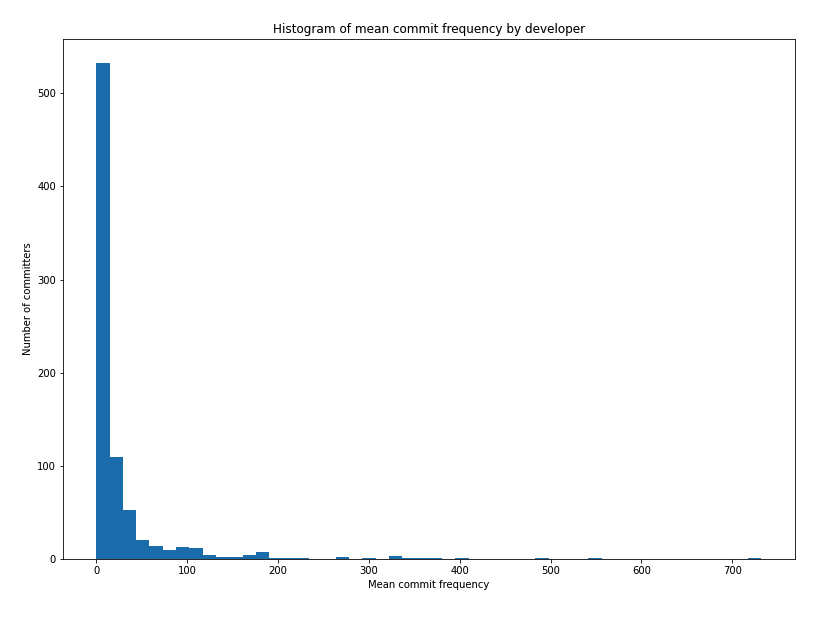 Histogram of mean commit frequency by developer
500
400
300
200
100
0
Number of committers
0 100 200 300 400 500 600 700
Mean commit frequency